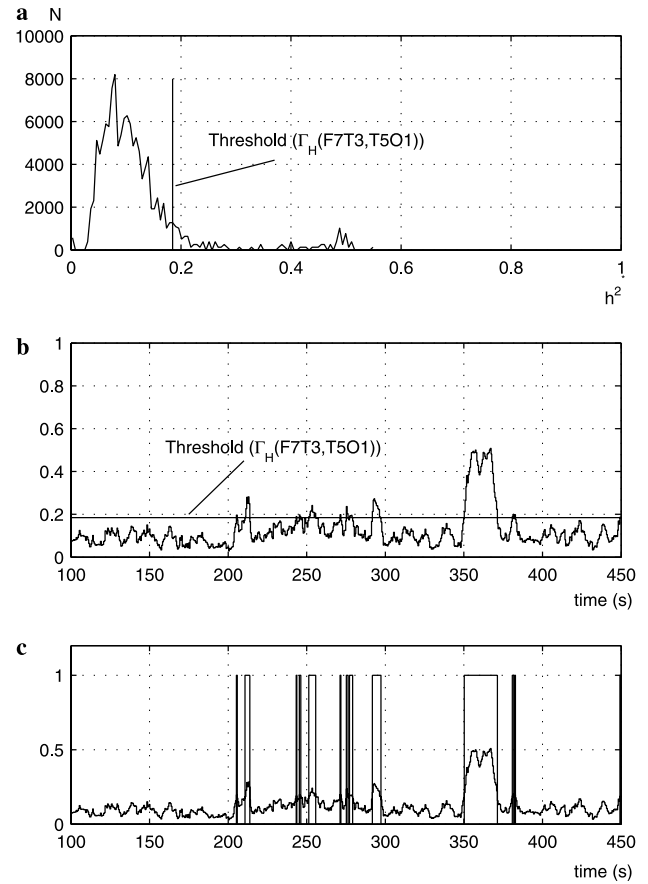 a
N
10000
8000
6000
4000
2000
0
Threshold (Γ_H(F7T3,T5O1))
0 0.2 0.4 0.6 0.8 1
h²
b
1
0.8
0.6
0.4
0.2
0
Threshold (Γ_H(F7T3,T5O1))
100 150 200 250 300 350 400 450
time (s)
c
1
0.5
0
100 150 200 250 300 350 400 450
time (s)